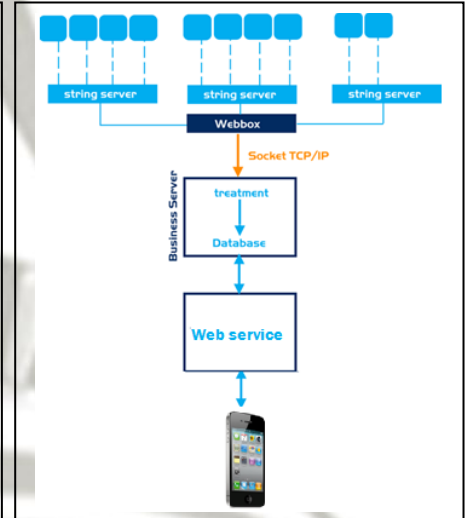 string server
string server
string server
Webbox
Socket TCP/IP
Business Server
treatment
Database
Web service